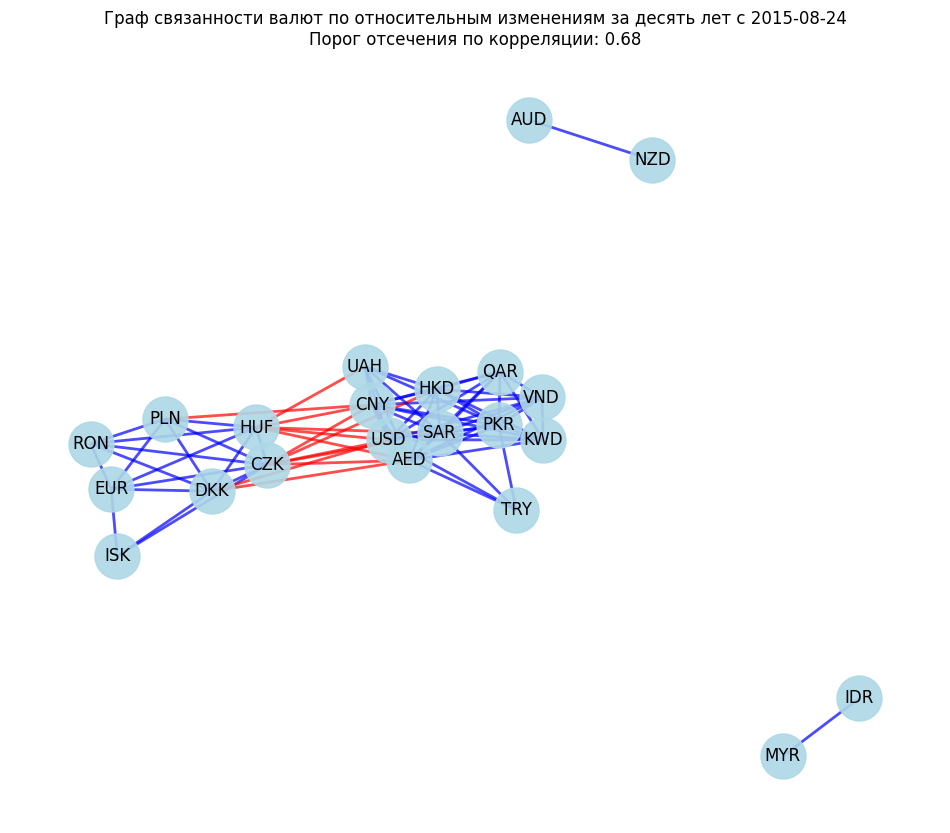 Граф связанности валют по относительным изменениям за десять лет с 2015-08-24
Порог отсечения по корреляции: 0.68
AUD
NZD
UAH
QAR
HKD
VND
CNY
PLN
HUF
PKR
SAR
USD
KWD
RON
AED
CZK
EUR
DKK
TRY
ISK
IDR
MYR